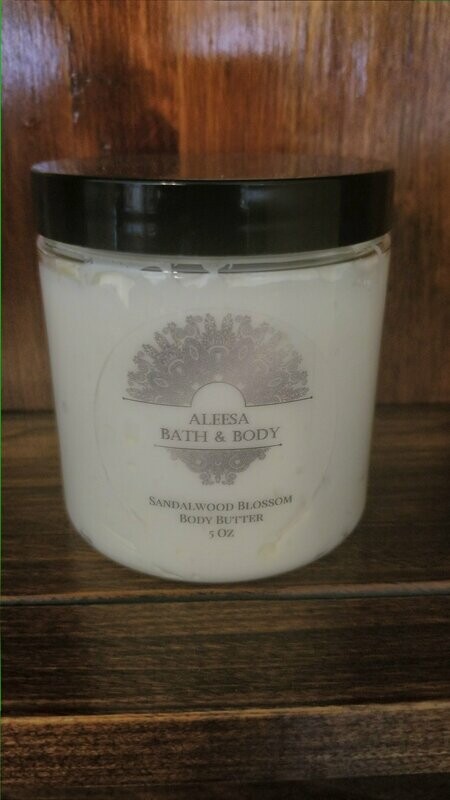 ALEESA
BATH & BODY
SANDALWOOD BLOSSOM
BODY BUTTER
5 OZ